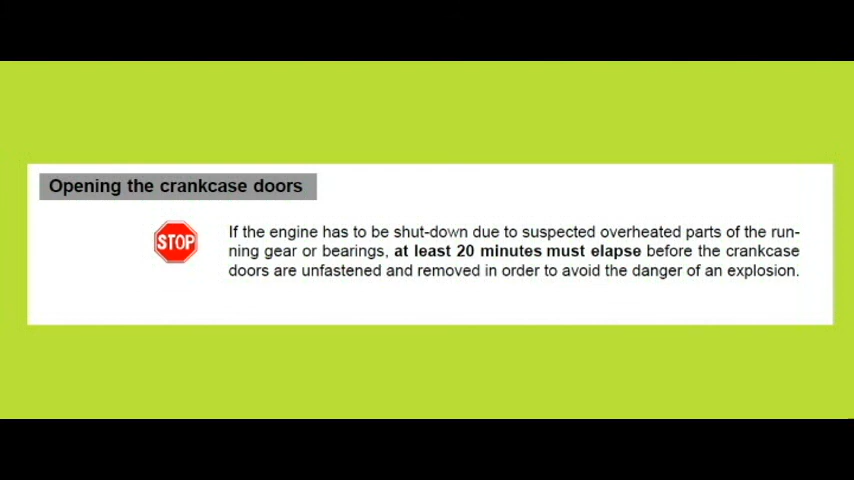 Opening the crankcase doors
STOP
If the engine has to be shut-down due to suspected overheated parts of the run-
ning gear or bearings, at least 20 minutes must elapse before the crankcase
doors are unfastened and removed in order to avoid the danger of an explosion.